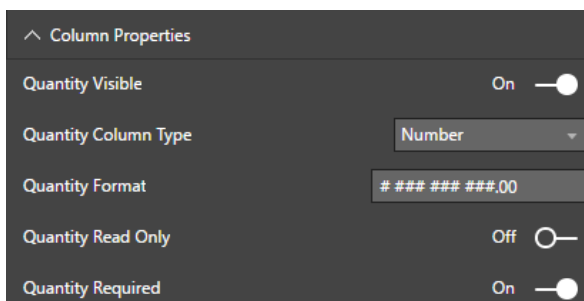 Column Properties
Quantity Visible On
Quantity Column Type Number
Quantity Format # ### ### ###.00
Quantity Read Only Off
Quantity Required On